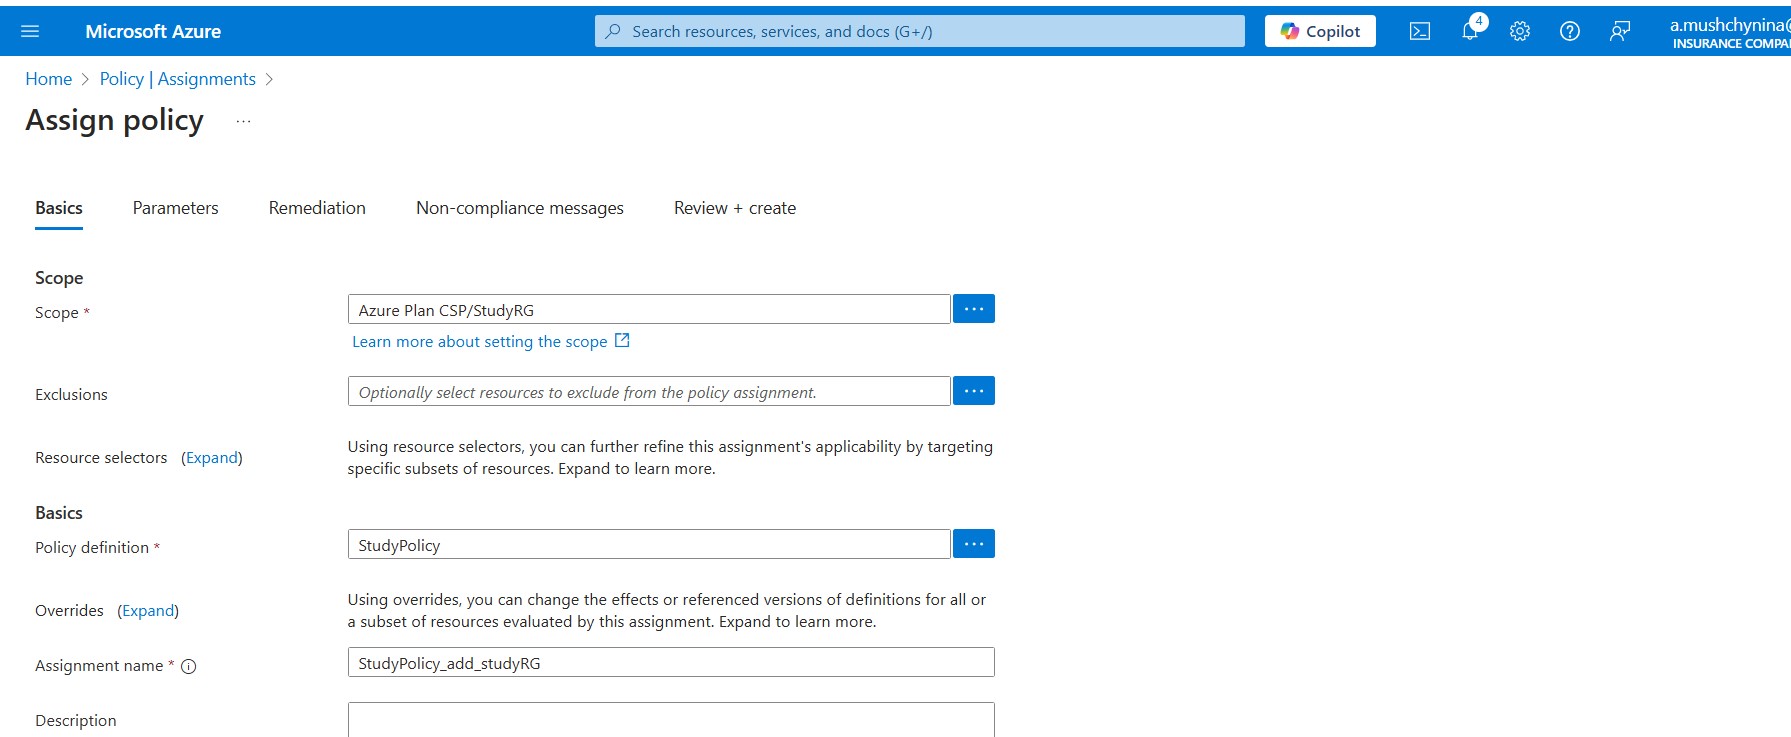 Microsoft Azure
Search resources, services, and docs (G+/)
Copilot
4
a.mushchynina@
INSURANCE COMPA
Home > Policy | Assignments >
Assign policy ...
Basics Parameters Remediation Non-compliance messages Review + create
Scope
Scope * Azure Plan CSP/StudyRG ...
Learn more about setting the scope
Exclusions Optionally select resources to exclude from the policy assignment. ...
Resource selectors (Expand) Using resource selectors, you can further refine this assignment's applicability by targeting
specific subsets of resources. Expand to learn more.
Basics
Policy definition * StudyPolicy ...
Overrides (Expand) Using overrides, you can change the effects or referenced versions of definitions for all or
a subset of resources evaluated by this assignment. Expand to learn more.
Assignment name * StudyPolicy_add_studyRG
Description